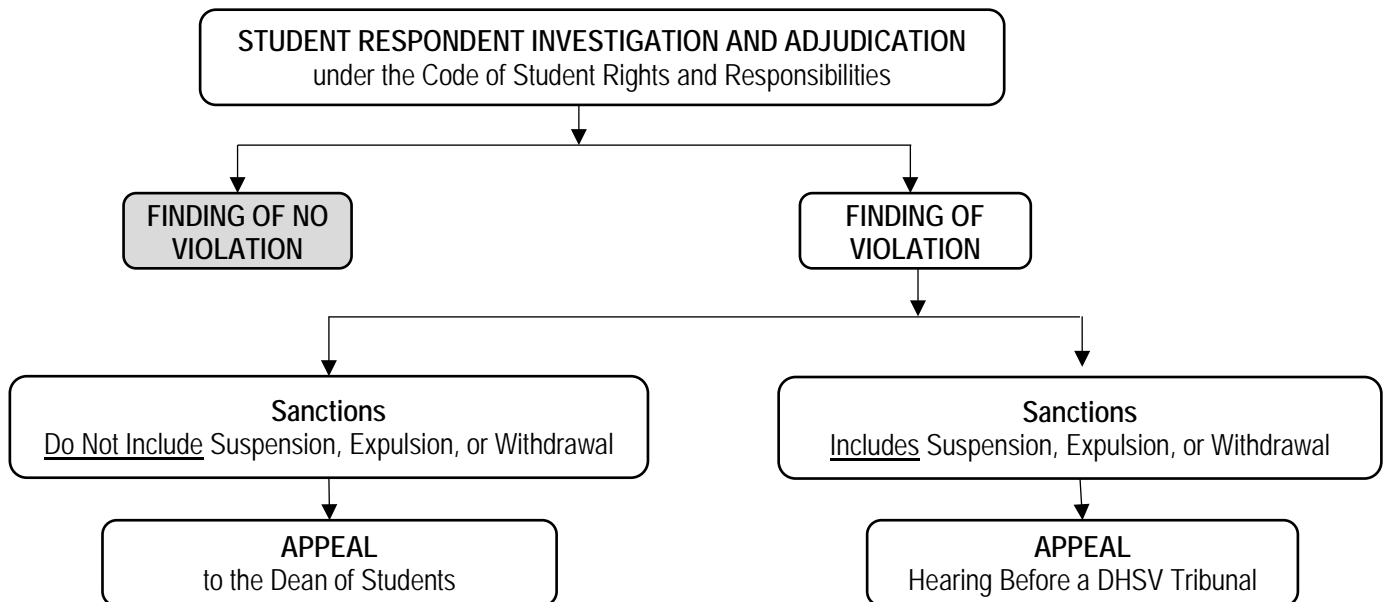 STUDENT RESPONDENT INVESTIGATION AND ADJUDICATION
under the Code of Student Rights and Responsibilities
FINDING OF NO
VIOLATION
FINDING OF
VIOLATION
Sanctions
Do Not Include Suspension, Expulsion, or Withdrawal
Sanctions
Includes Suspension, Expulsion, or Withdrawal
APPEAL
to the Dean of Students
APPEAL
Hearing Before a DHSV Tribunal